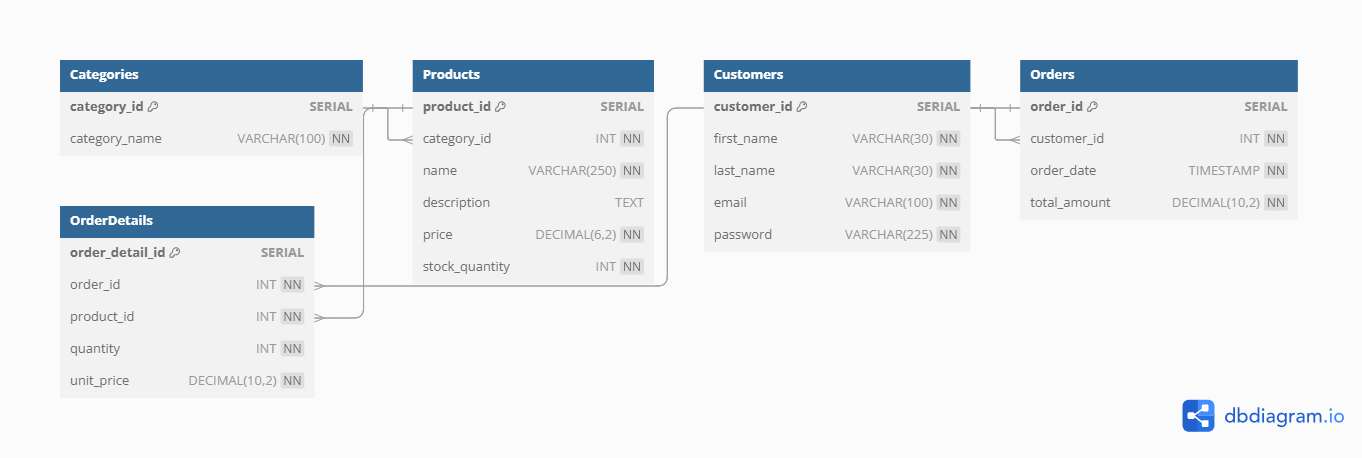 Categories
category_id SERIAL
category_name VARCHAR(100) NN
Products
product_id SERIAL
category_id INT NN
name VARCHAR(250) NN
description TEXT
price DECIMAL(6,2) NN
stock_quantity INT NN
Customers
customer_id SERIAL
first_name VARCHAR(30) NN
last_name VARCHAR(30) NN
email VARCHAR(100) NN
password VARCHAR(225) NN
Orders
order_id SERIAL
customer_id INT NN
order_date TIMESTAMP NN
total_amount DECIMAL(10,2) NN
OrderDetails
order_detail_id SERIAL
order_id INT NN
product_id INT NN
quantity INT NN
unit_price DECIMAL(10,2) NN
dbdiagram.io